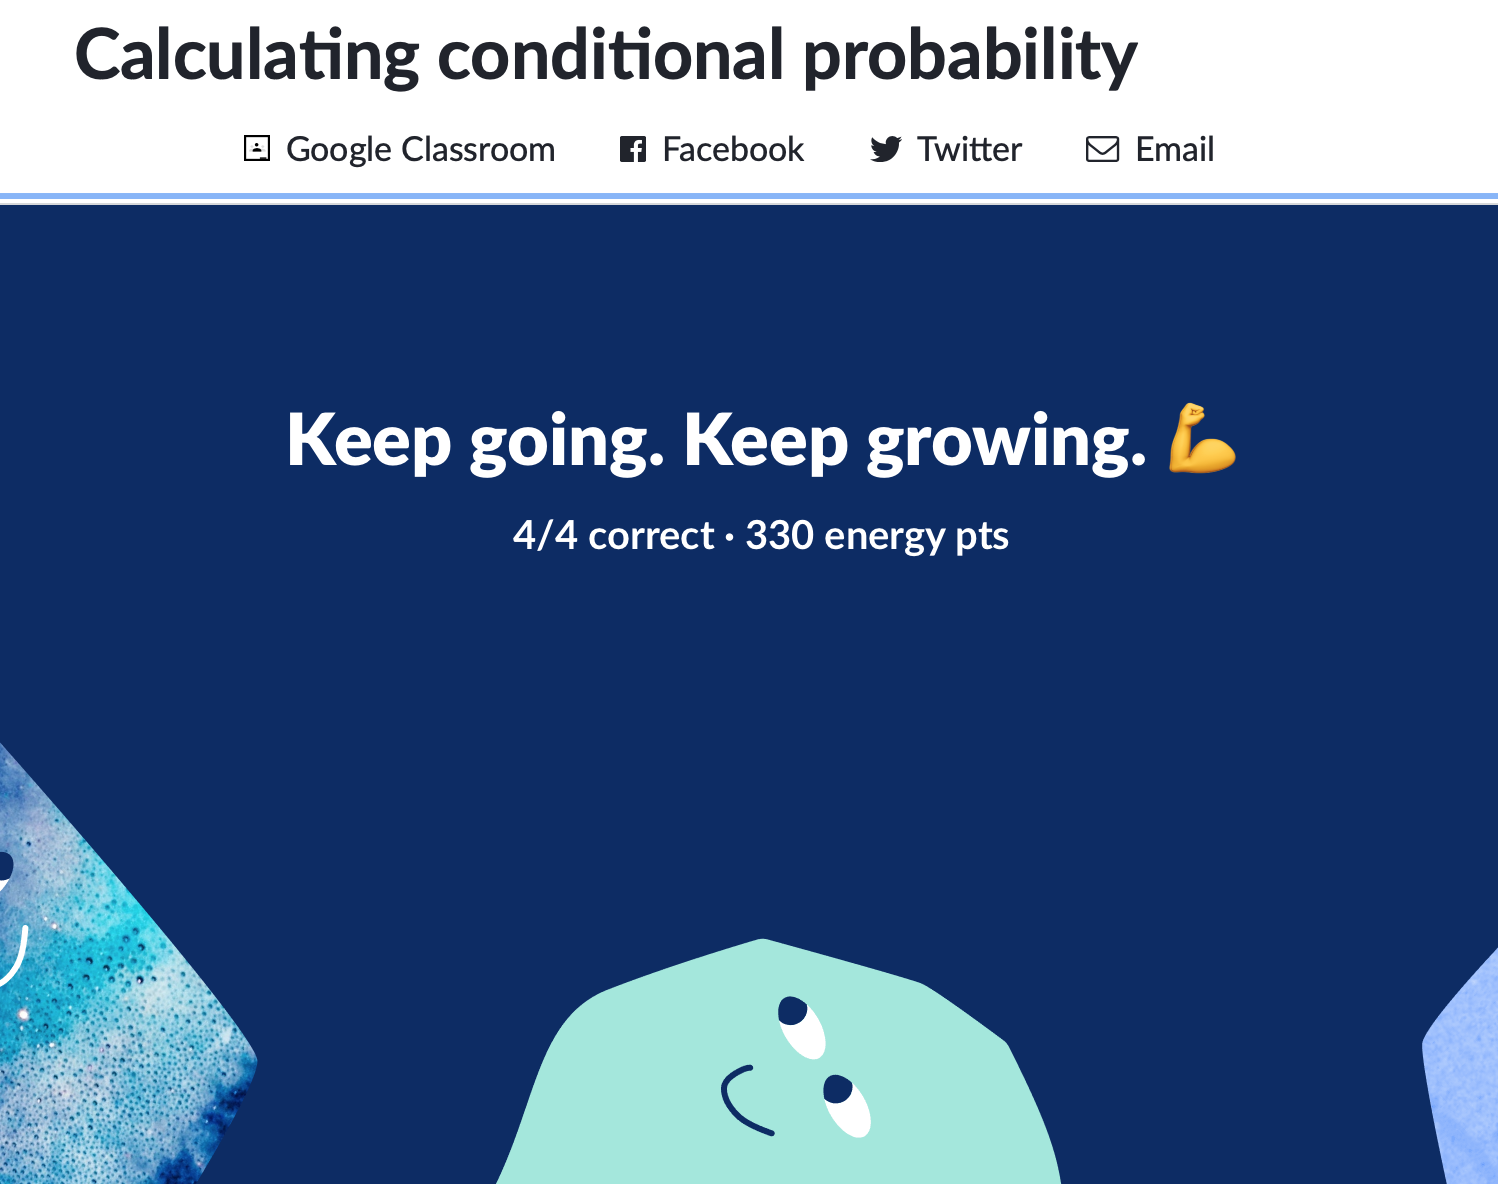 Calculating conditional probability
Google Classroom Facebook Twitter Email
Keep going. Keep growing. 💪
4/4 correct · 330 energy pts